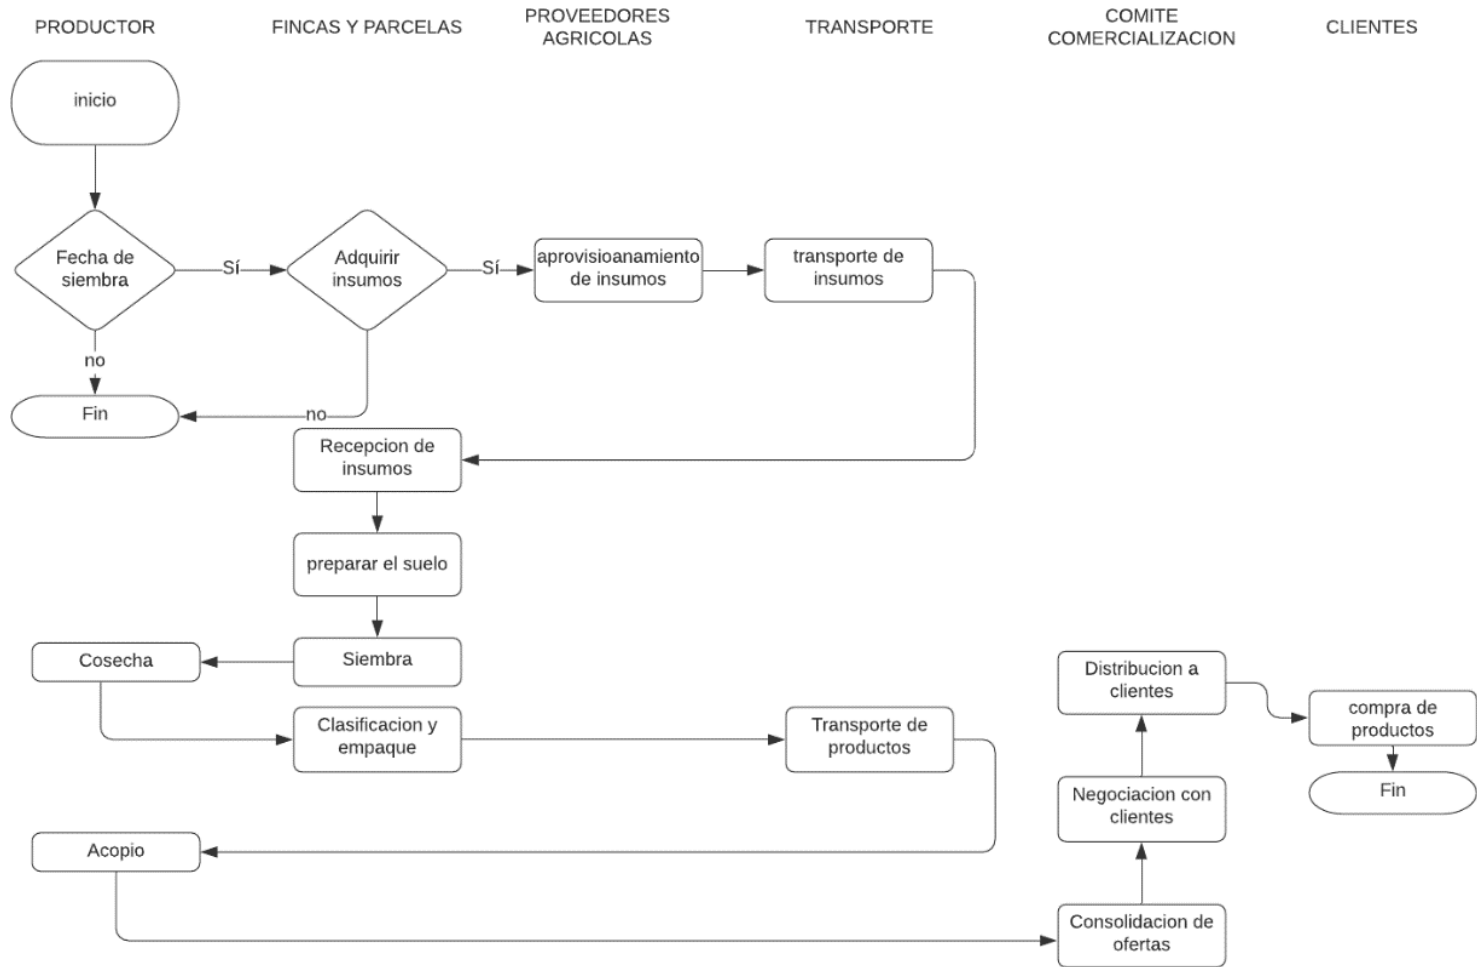 PRODUCTOR
FINCAS Y PARCELAS
PROVEEDORES
AGRICOLAS
TRANSPORTE
COMITE
COMERCIALIZACION
CLIENTES
inicio
Fecha de
siembra
Sí
Adquirir
insumos
Sí
aprovisioanamiento
de insumos
transporte de
insumos
no
Fin
no
Recepcion de
insumos
preparar el suelo
Siembra
Cosecha
Clasificacion y
empaque
Transporte de
productos
Acopio
Consolidacion de
ofertas
Negociacion con
clientes
Distribucion a
clientes
compra de
productos
Fin